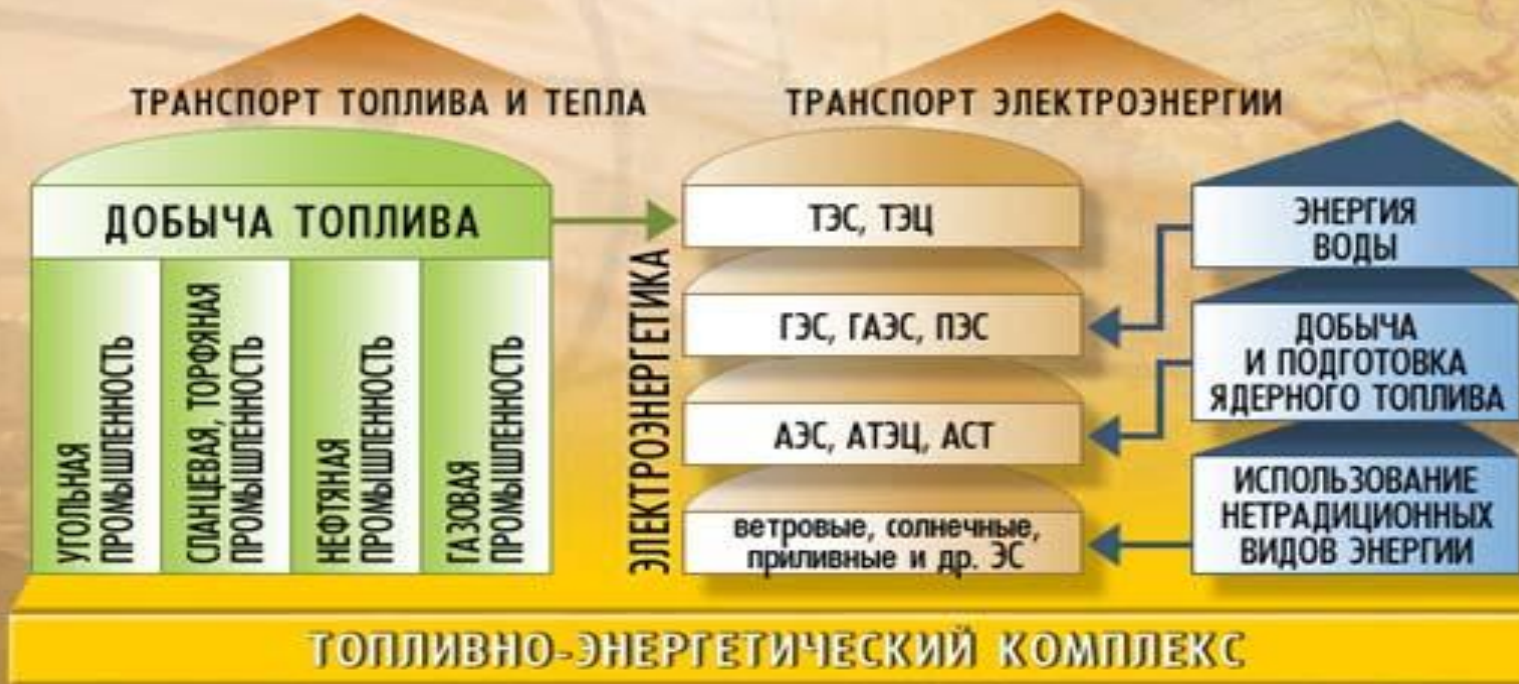 ТРАНСПОРТ ТОПЛИВА И ТЕПЛА
ТРАНСПОРТ ЭЛЕКТРОЭНЕРГИИ
ДОБЫЧА ТОПЛИВА
УГОЛЬНАЯ
ПРОМЫШЛЕННОСТЬ
СЛАНЦЕВАЯ, ТОРФЯНАЯ
ПРОМЫШЛЕННОСТЬ
НЕФТЯНАЯ
ПРОМЫШЛЕННОСТЬ
ГАЗОВАЯ
ПРОМЫШЛЕННОСТЬ
ЭЛЕКТРОЭНЕРГЕТИКА
ТЭС, ТЭЦ
ГЭС, ГАЭС, ПЭС
АЭС, АТЭЦ, АСТ
ветровые, солнечные,
приливные и др. ЭС
ЭНЕРГИЯ
ВОДЫ
ДОБЫЧА
И ПОДГОТОВКА
ЯДЕРНОГО ТОПЛИВА
ИСПОЛЬЗОВАНИЕ
НЕТРАДИЦИОННЫХ
ВИДОВ ЭНЕРГИИ
ТОПЛИВНО-ЭНЕРГЕТИЧЕСКИЙ КОМПЛЕКС